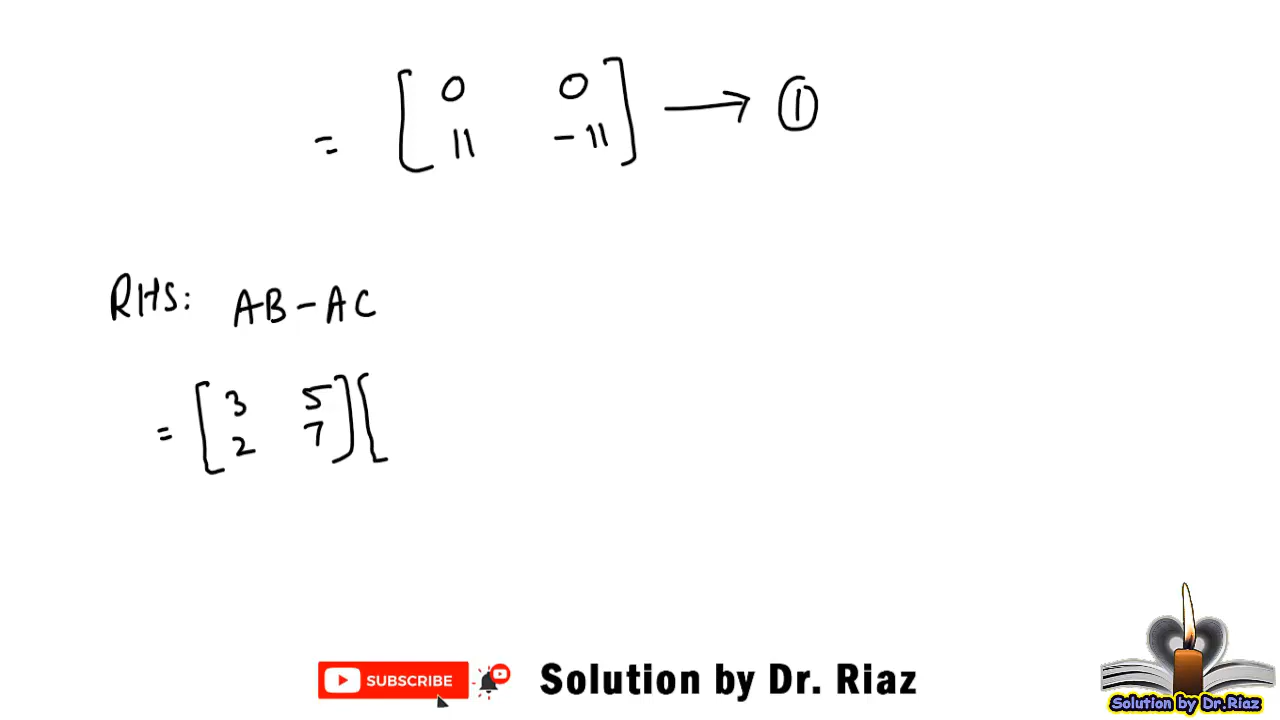 = [ 0 0
11 -11 ] → ①
RHS: AB - AC
= [ 3 5
2 7 ] [
SUBSCRIBE
Solution by Dr. Riaz
Solution by Dr.Riaz